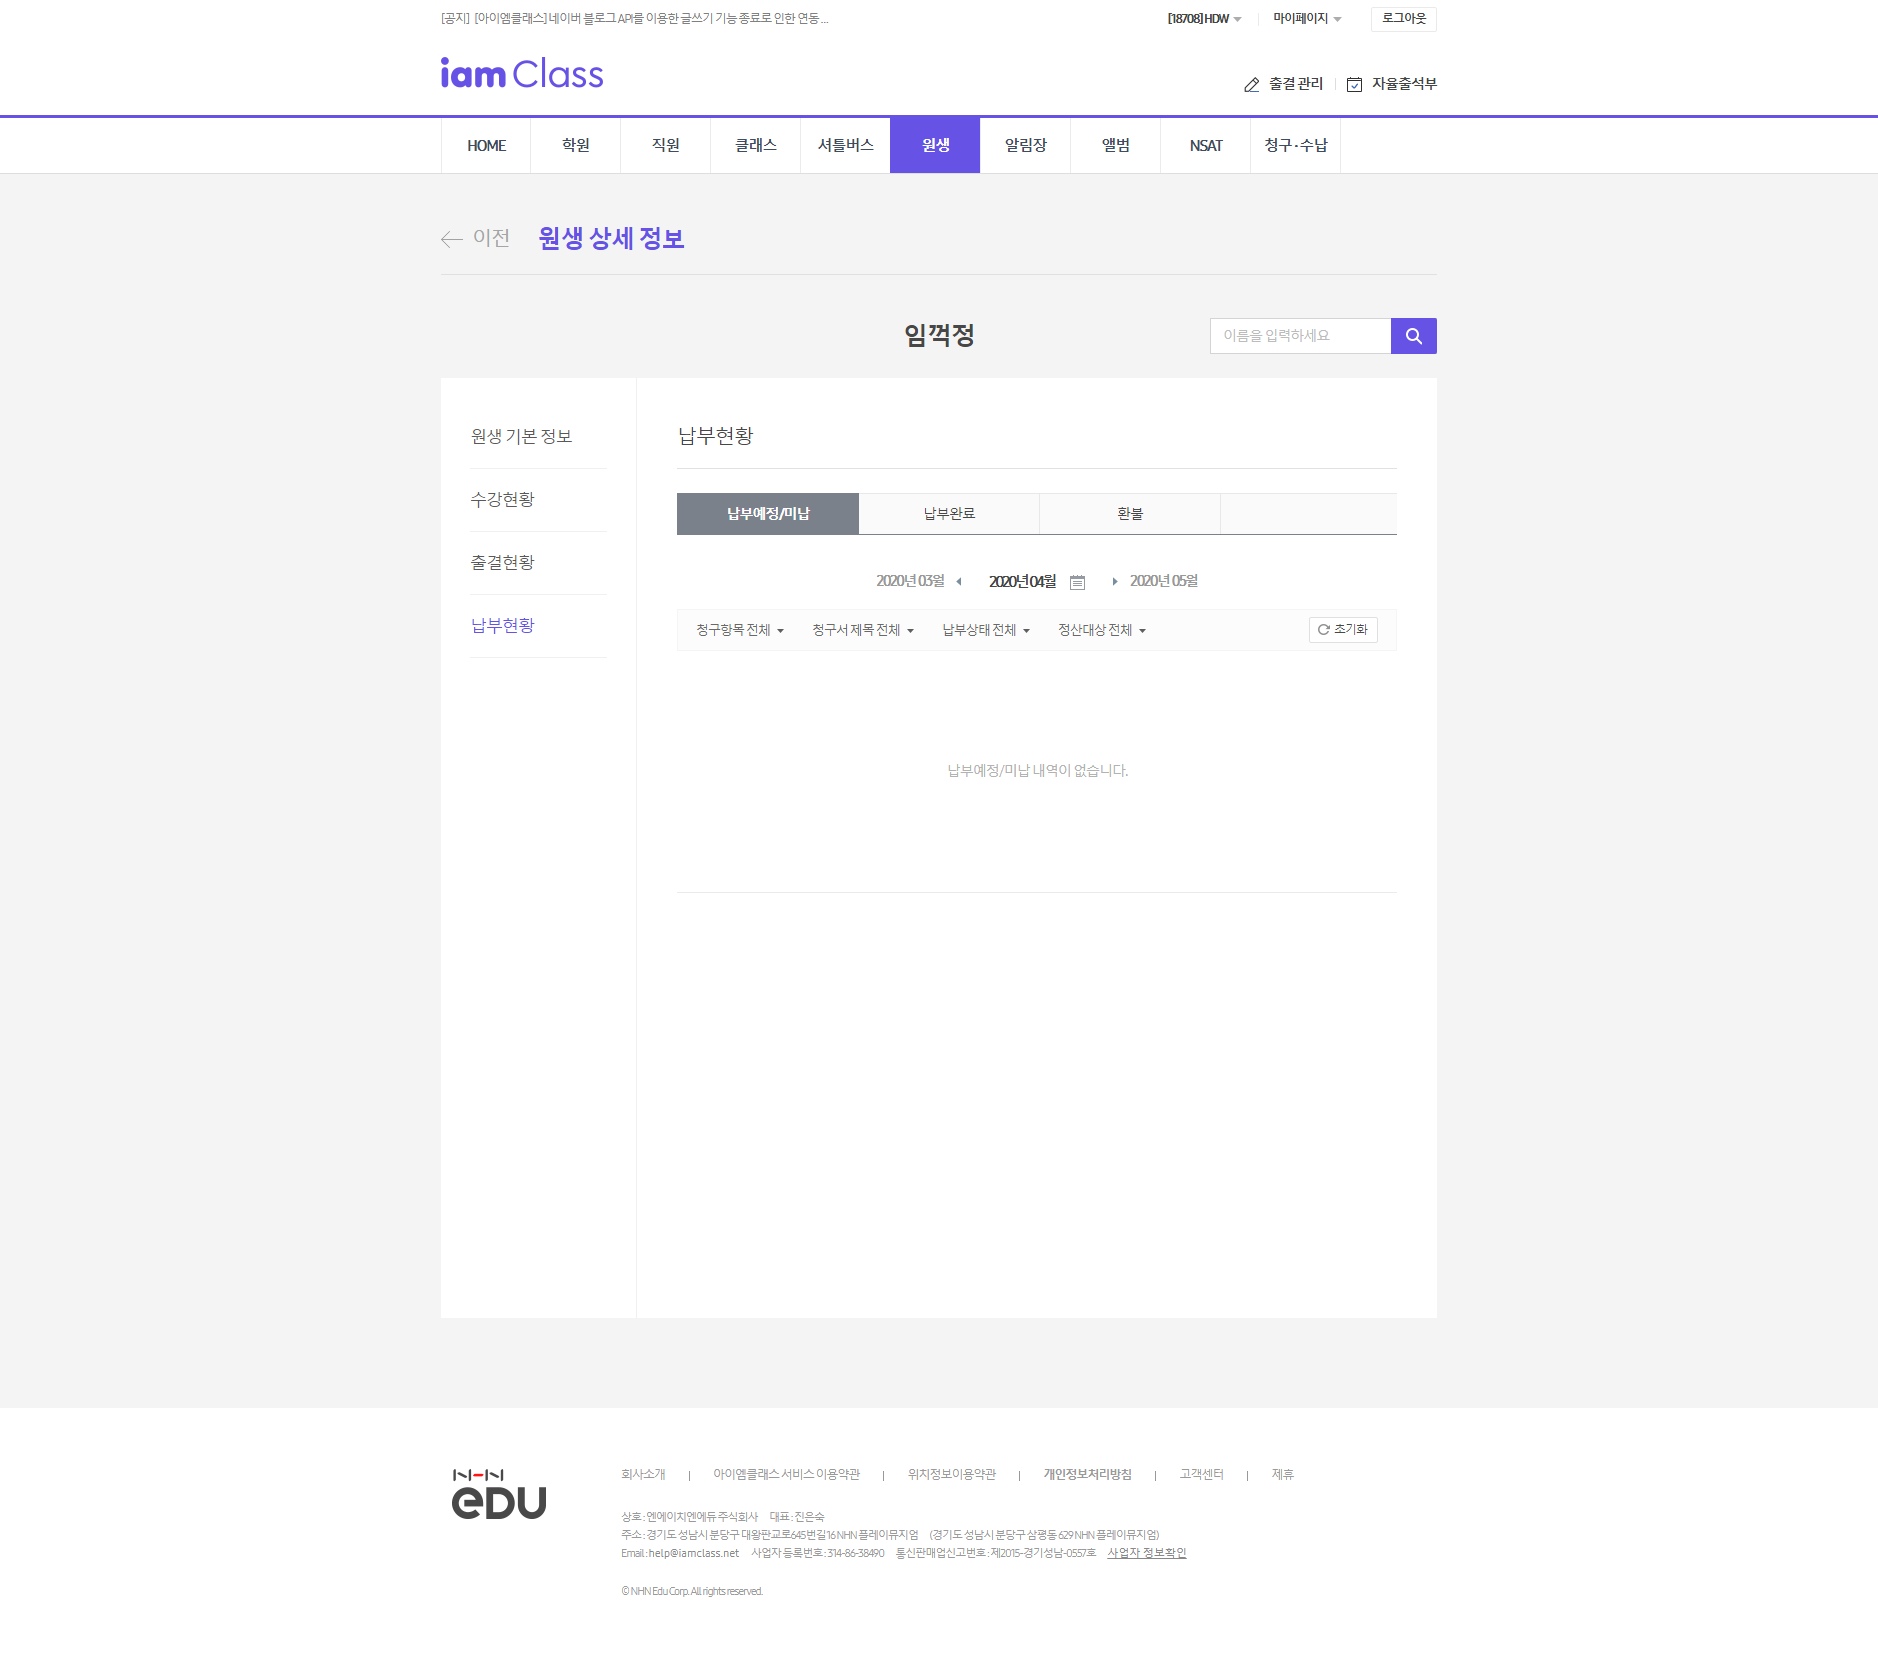 [공지] [아이엠클래스] 네이버 블로그 API를 이용한 글쓰기 기능 종료로 인한 연동 ...
[18708] HDW 마이페이지 로그아웃
iam Class
출결 관리 자율출석부
HOME 학원 직원 클래스 셔틀버스 원생 알림장 앨범 NSAT 청구·수납
이전 원생 상세 정보
임꺽정
이름을 입력하세요
원생 기본 정보
수강현황
출결현황
납부현황
납부현황
납부예정/미납 납부완료 환불
2020년 03월 2020년 04월 2020년 05월
청구항목 전체 청구서 제목 전체 납부상태 전체 정산대상 전체 초기화
납부예정/미납 내역이 없습니다.
NHN
eDU
회사소개 | 아이엠클래스 서비스 이용약관 | 위치정보이용약관 | 개인정보처리방침 | 고객센터 | 제휴
상호 : 엔에이치엔에듀 주식회사 대표 : 진은숙
주소 : 경기도 성남시 분당구 대왕판교로645번길 16 NHN 플레이뮤지엄 (경기도 성남시 분당구 삼평동 629 NHN 플레이뮤지엄)
Email : help@iamclass.net 사업자 등록번호 : 314-86-38490 통신판매업신고번호 : 제2015-경기성남-0557호 사업자 정보확인
© NHN Edu Corp. All rights reserved.